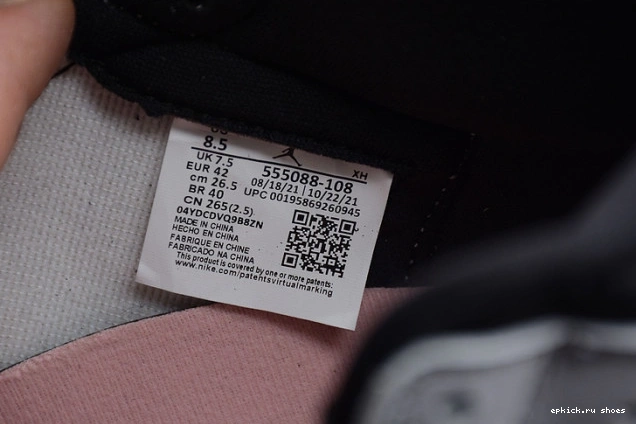 8.5
UK 7.5
EUR 42
cm 26.5
BR 40
CN 265(2.5)
04YDCDVQ9B8ZN
XH
555088-108
08/18/21 | 10/22/21
UPC 00195869260945
MADE IN CHINA
HECHO EN CHINA
FABRIQUE EN CHINE
FABRICADO NA CHINA
This product is covered by one or more patents:
www.nike.com/patentsvirtualmarking
epkick.ru shoes